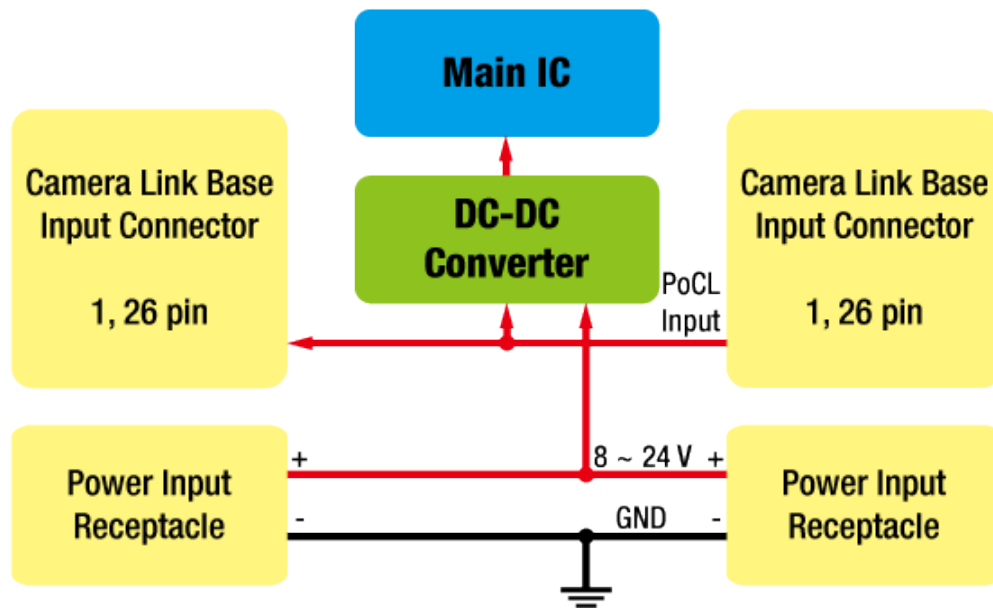 Main IC
Camera Link Base
Input Connector
1, 26 pin
DC-DC
Converter
Camera Link Base
Input Connector
1, 26 pin
PoCL
Input
Power Input
Receptacle
+
-
8 ~ 24 V +
GND -
Power Input
Receptacle